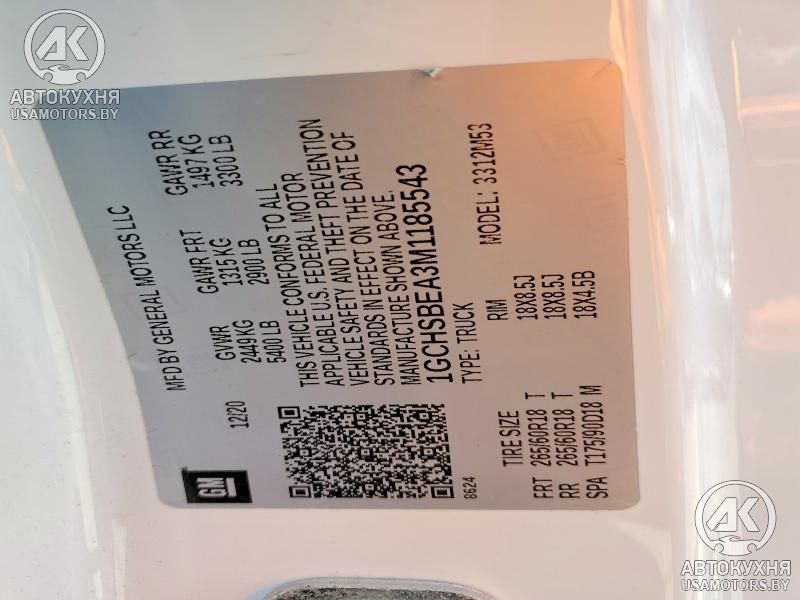 AK
АВТОКУХНЯ
USAMOTORS.BY
GM
MFD BY GENERAL MOTORS LLC
12/20 GVWR GAWR FRT GAWR RR
2449 KG 1315 KG 1497 KG
5400 LB 2900 LB 3300 LB
THIS VEHICLE CONFORMS TO ALL
APPLICABLE U.S. FEDERAL MOTOR
VEHICLE SAFETY AND THEFT PREVENTION
STANDARDS IN EFFECT ON THE DATE OF
MANUFACTURE SHOWN ABOVE.
1GCHSBEA3M1185543
8624 TYPE: TRUCK MODEL: 3312M53
TIRE SIZE RIM
FRT 265/60R18 T 18X8.5J
RR 265/60R18 T 18X8.5J
SPA T175/90D18 M 18X4.5B
AK
АВТОКУХНЯ
USAMOTORS.BY